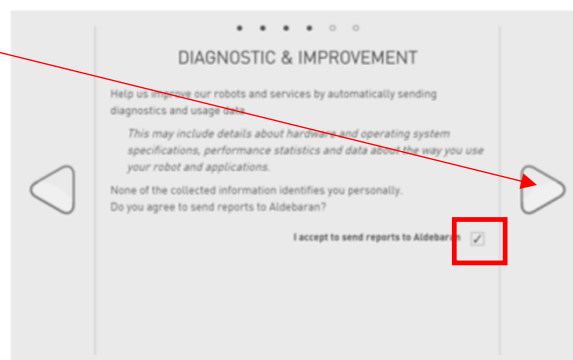 DIAGNOSTIC & IMPROVEMENT
Help us improve our robots and services by automatically sending
diagnostics and usage data
This may include details about hardware and operating system
specifications, performance statistics and data about the way you use
your robot and applications.
None of the collected information identifies you personally.
Do you agree to send reports to Aldebaran?
I accept to send reports to Aldebaran